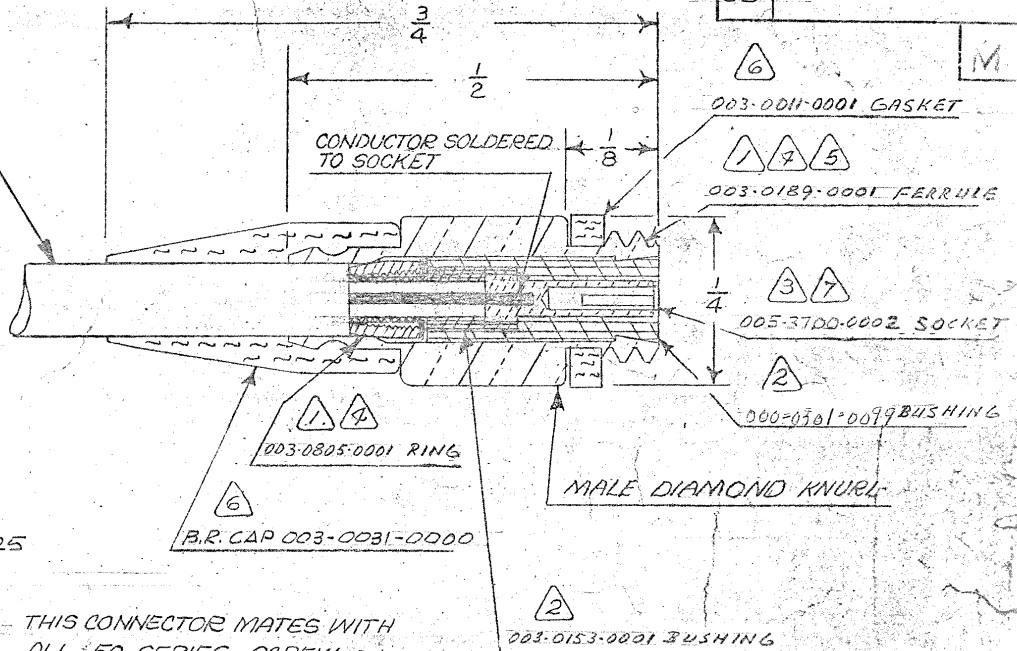 3/4
M
1/2
6
003-0011-0001 GASKET
CONDUCTOR SOLDERED
TO SOCKET
1/8
1 4 5
003-0189-0001 FERRULE
1/4
3 7
005-3700-0002 SOCKET
2
000-0301-0099 BUSHING
1 4
003-0805-0001 RING
MALE DIAMOND KNURL
6
B.R. CAP 003-0031-0000
25
2
003-0153-0001 BUSHING
THIS CONNECTOR MATES WITH
SERIES